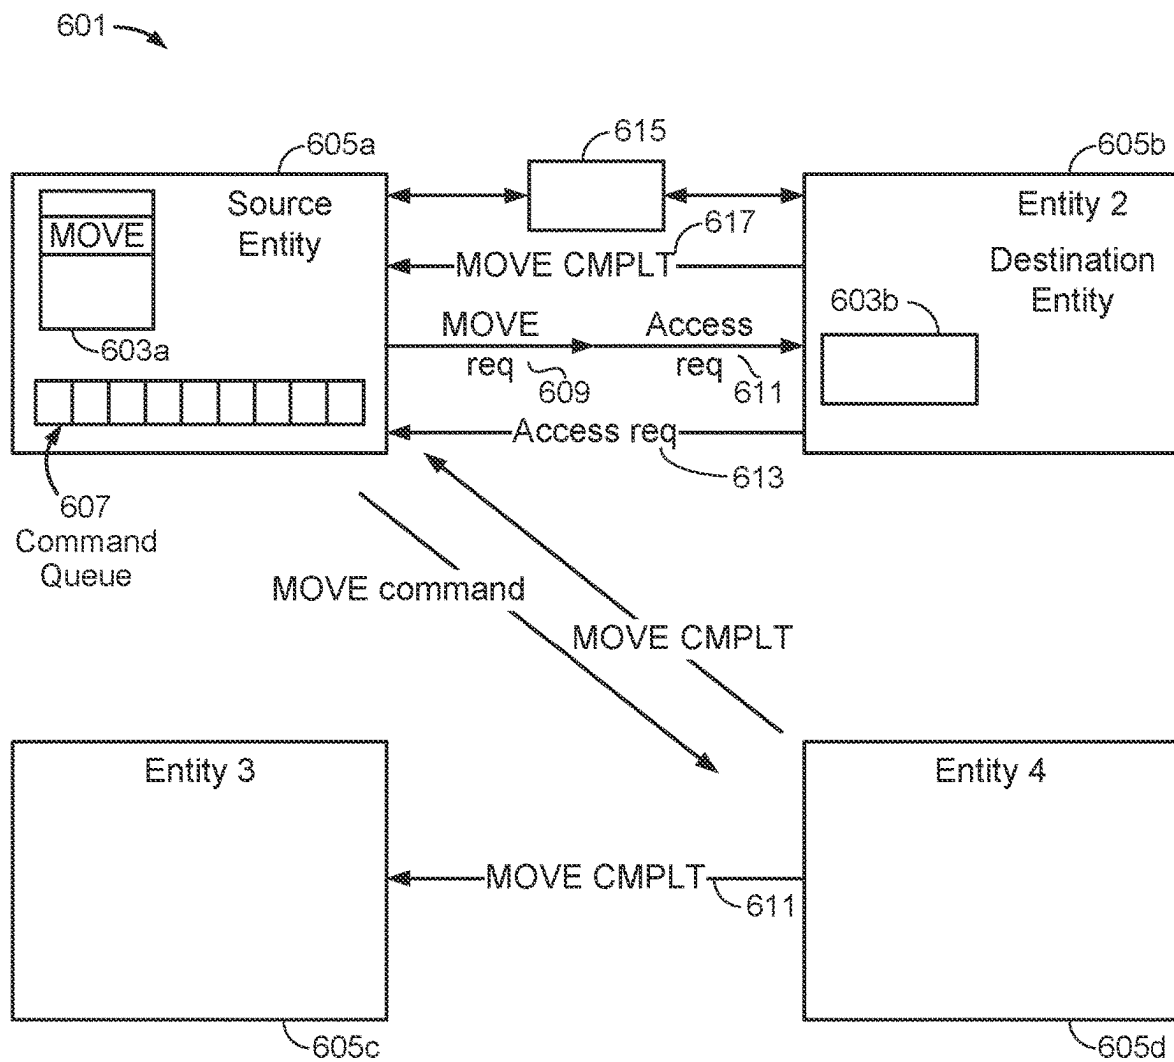 601
605a
615
605b
Source
Entity
MOVE
603a
617
MOVE CMPLT
Entity 2
Destination
Entity
603b
MOVE
req
609
Access
req
611
Access req
613
607
Command
Queue
MOVE command
MOVE CMPLT
Entity 3
Entity 4
MOVE CMPLT
611
605c
605d